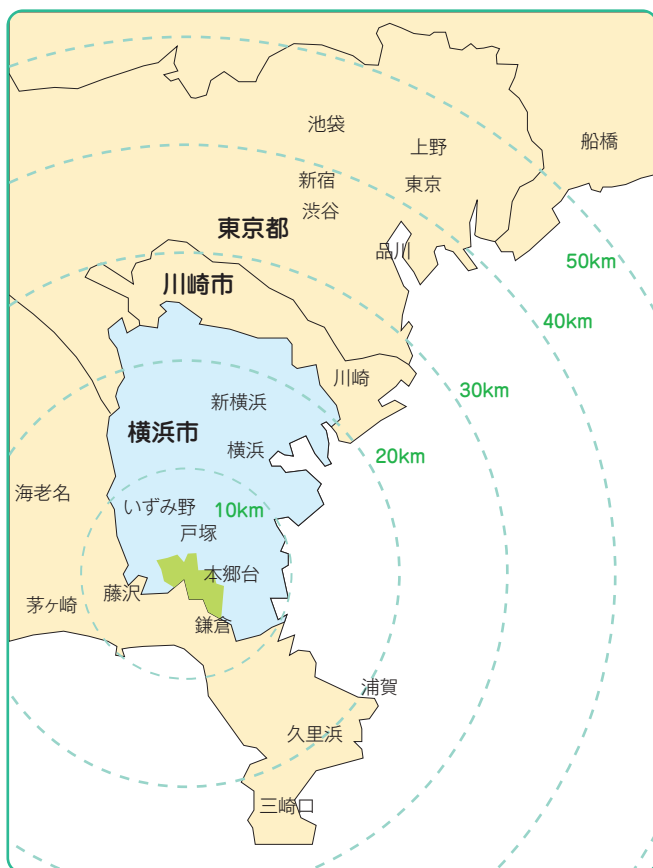 池袋
上野
船橋
新宿
東京
渋谷
東京都
品川
50km
川崎市
40km
川崎
30km
新横浜
横浜市
横浜
20km
海老名
いずみ野
10km
戸塚
本郷台
藤沢
茅ヶ崎
鎌倉
浦賀
久里浜
三崎口